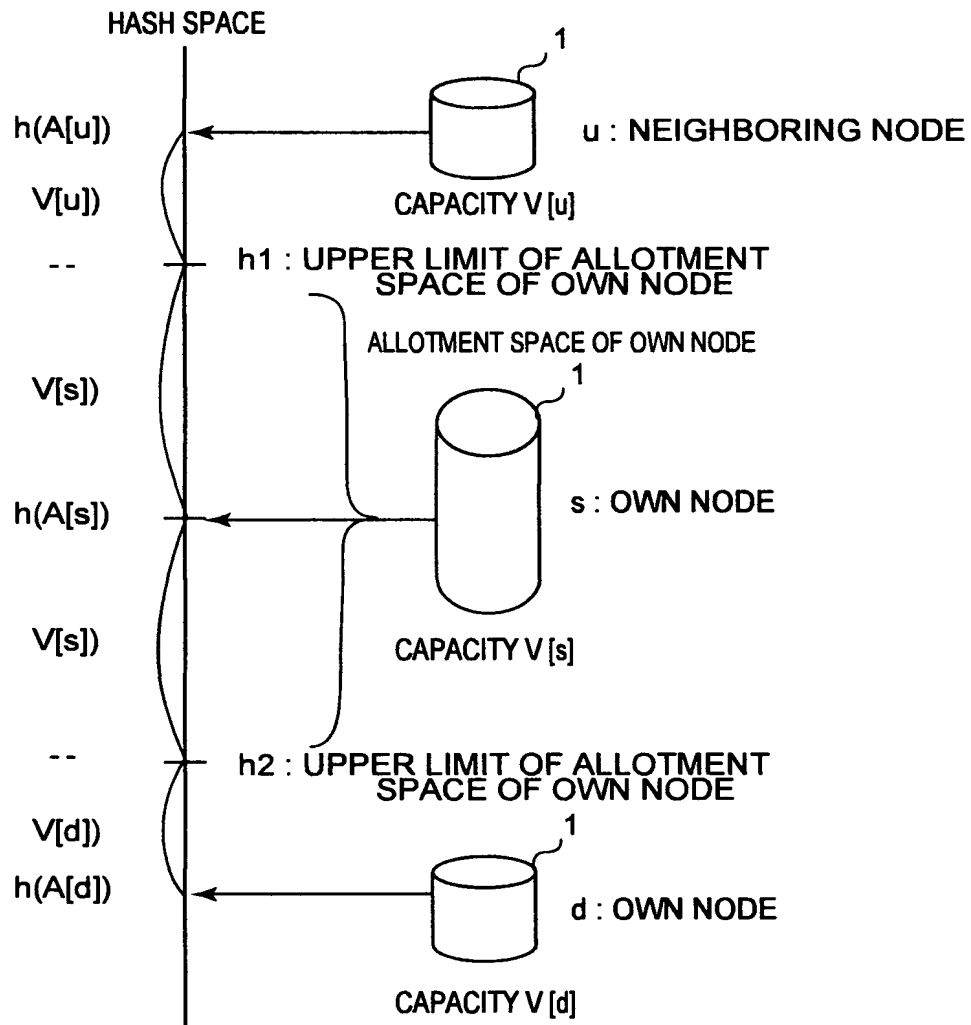 HASH SPACE
1
h(A[u])
u : NEIGHBORING NODE
V[u])
CAPACITY V [u]
--
h1 : UPPER LIMIT OF ALLOTMENT
SPACE OF OWN NODE
ALLOTMENT SPACE OF OWN NODE
1
V[s])
s : OWN NODE
h(A[s])
V[s])
CAPACITY V [s]
--
h2 : UPPER LIMIT OF ALLOTMENT
SPACE OF OWN NODE
1
V[d])
h(A[d])
d : OWN NODE
CAPACITY V [d]